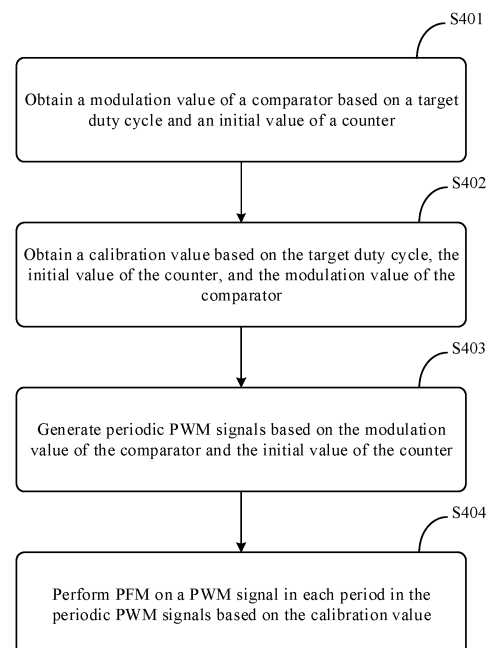 S401
Obtain a modulation value of a comparator based on a target
duty cycle and an initial value of a counter
S402
Obtain a calibration value based on the target duty cycle, the
initial value of the counter, and the modulation value of the
comparator
S403
Generate periodic PWM signals based on the modulation
value of the comparator and the initial value of the counter
S404
Perform PFM on a PWM signal in each period in the
periodic PWM signals based on the calibration value